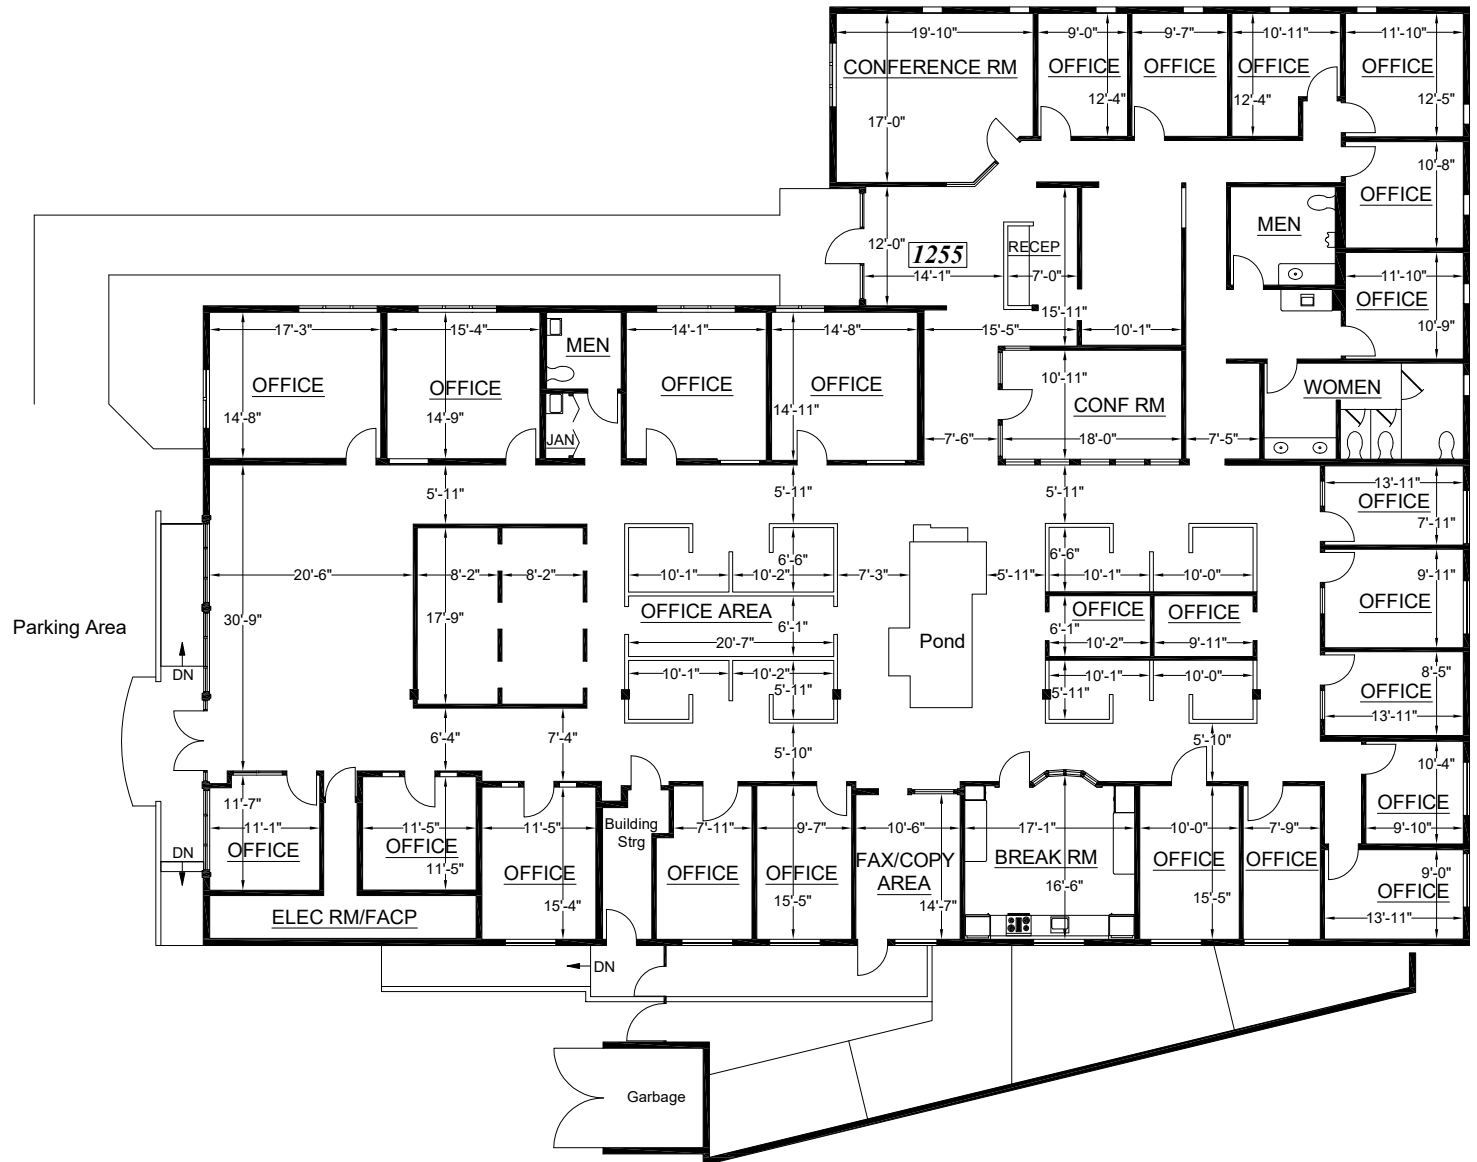 19'-10"
9'-0"
9'-7"
10'-11"
11'-10"
CONFERENCE RM
OFFICE
OFFICE
OFFICE
OFFICE
12'-4"
12'-4"
12'-5"
17'-0"
10'-8"
OFFICE
MEN
12'-0"
1255
RECEP
14'-1"
7'-0"
11'-10"
OFFICE
15'-11"
10'-9"
17'-3"
15'-4"
14'-1"
14'-8"
15'-5"
10'-1"
MEN
OFFICE
OFFICE
OFFICE
OFFICE
10'-11"
WOMEN
CONF RM
14'-8"
14'-9"
14'-11"
JAN
7'-6"
18'-0"
7'-5"
13'-11"
5'-11"
5'-11"
5'-11"
OFFICE
7'-11"
6'-6"
6'-6"
20'-6"
8'-2"
8'-2"
10'-1"
10'-2"
7'-3"
5'-11"
10'-1"
10'-0"
9'-11"
OFFICE
30'-9"
17'-9"
OFFICE AREA
6'-1"
OFFICE
OFFICE
6'-1"
Parking Area
20'-7"
Pond
10'-2"
9'-11"
DN
10'-1"
10'-2"
5'-11"
10'-1"
10'-0"
5'-11"
8'-5"
OFFICE
13'-11"
6'-4"
7'-4"
5'-10"
5'-10"
10'-4"
OFFICE
9'-10"
11'-7"
11'-1"
OFFICE
11'-5"
OFFICE
11'-5"
11'-5"
OFFICE
15'-4"
Building
Strg
7'-11"
OFFICE
9'-7"
OFFICE
15'-5"
10'-6"
FAX/COPY
AREA
14'-7"
17'-1"
BREAK RM
16'-6"
10'-0"
OFFICE
15'-5"
7'-9"
OFFICE
9'-0"
OFFICE
13'-11"
DN
ELEC RM/FACP
DN
Garbage